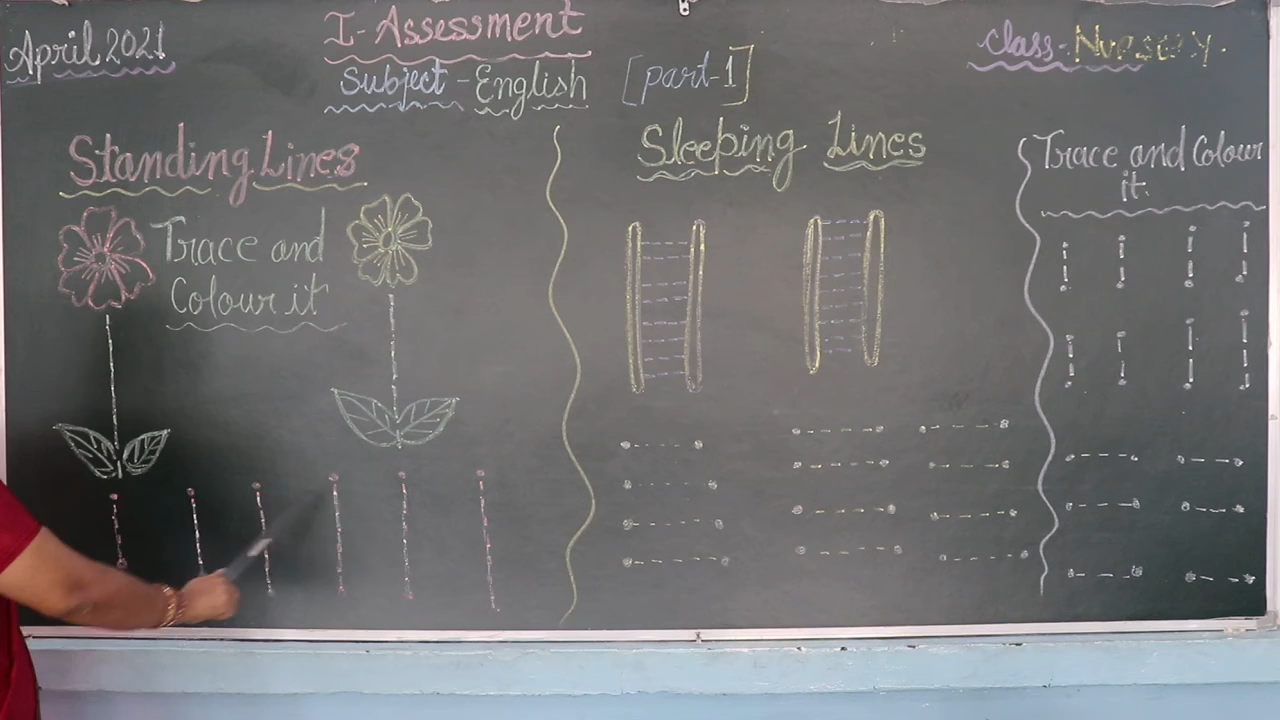 April 2021
I-Assessment
Subject - English [part-1]
Class - Nursery.
Standing Lines
Trace and
Colour it
Sleeping Lines
Trace and Colour
it.